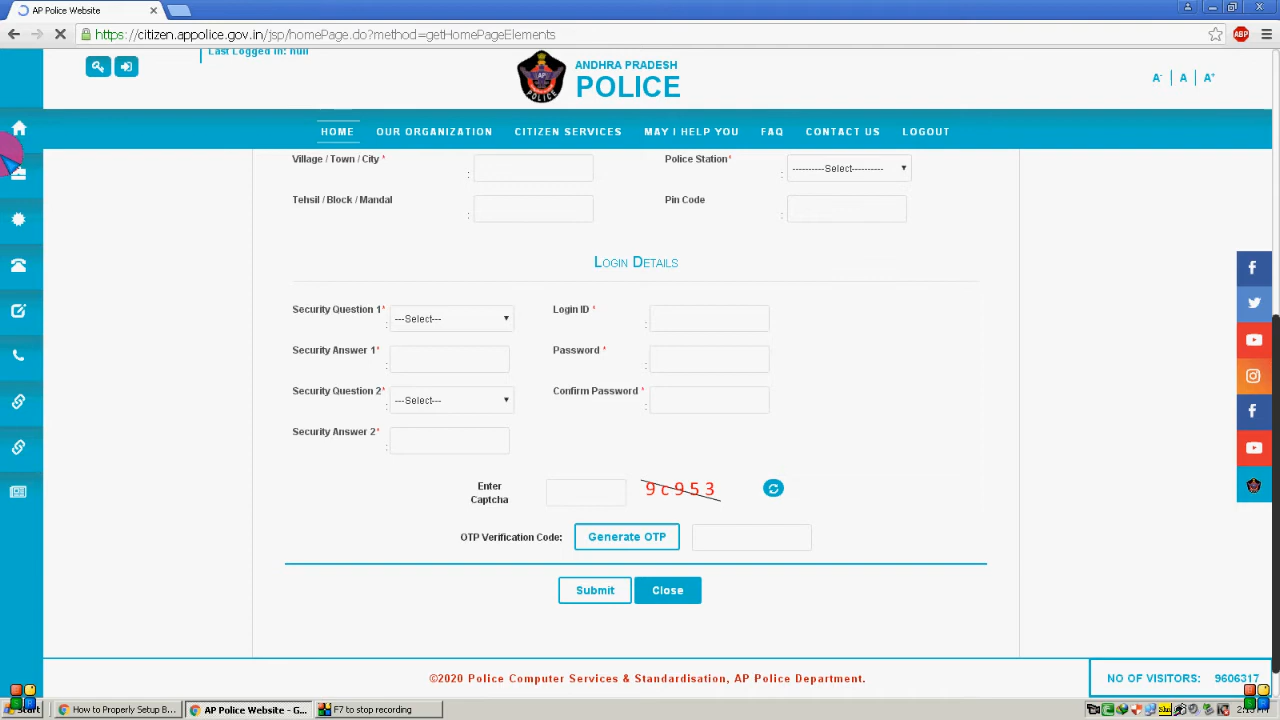 AP Police Website
https://citizen.appolice.gov.in/jsp/homePage.do?method=getHomePageElements
ABP
Last Logged in: null
ANDHRA PRADESH
POLICE
A- | A | A+
HOME OUR ORGANIZATION CITIZEN SERVICES MAY I HELP YOU FAQ CONTACT US LOGOUT
Village / Town / City * :
Police Station* : ----------Select----------
Tehsil / Block / Mandal :
Pin Code :
Login Details
Security Question 1* : ---Select---
Login ID * :
Security Answer 1* :
Password * :
Security Question 2* : ---Select---
Confirm Password * :
Security Answer 2* :
Enter
Captcha
9c953
OTP Verification Code: Generate OTP
Submit Close
©2020 Police Computer Services & Standardisation, AP Police Department.
NO OF VISITORS: 9606317
How to Properly Setup B... AP Police Website - G... F7 to stop recording